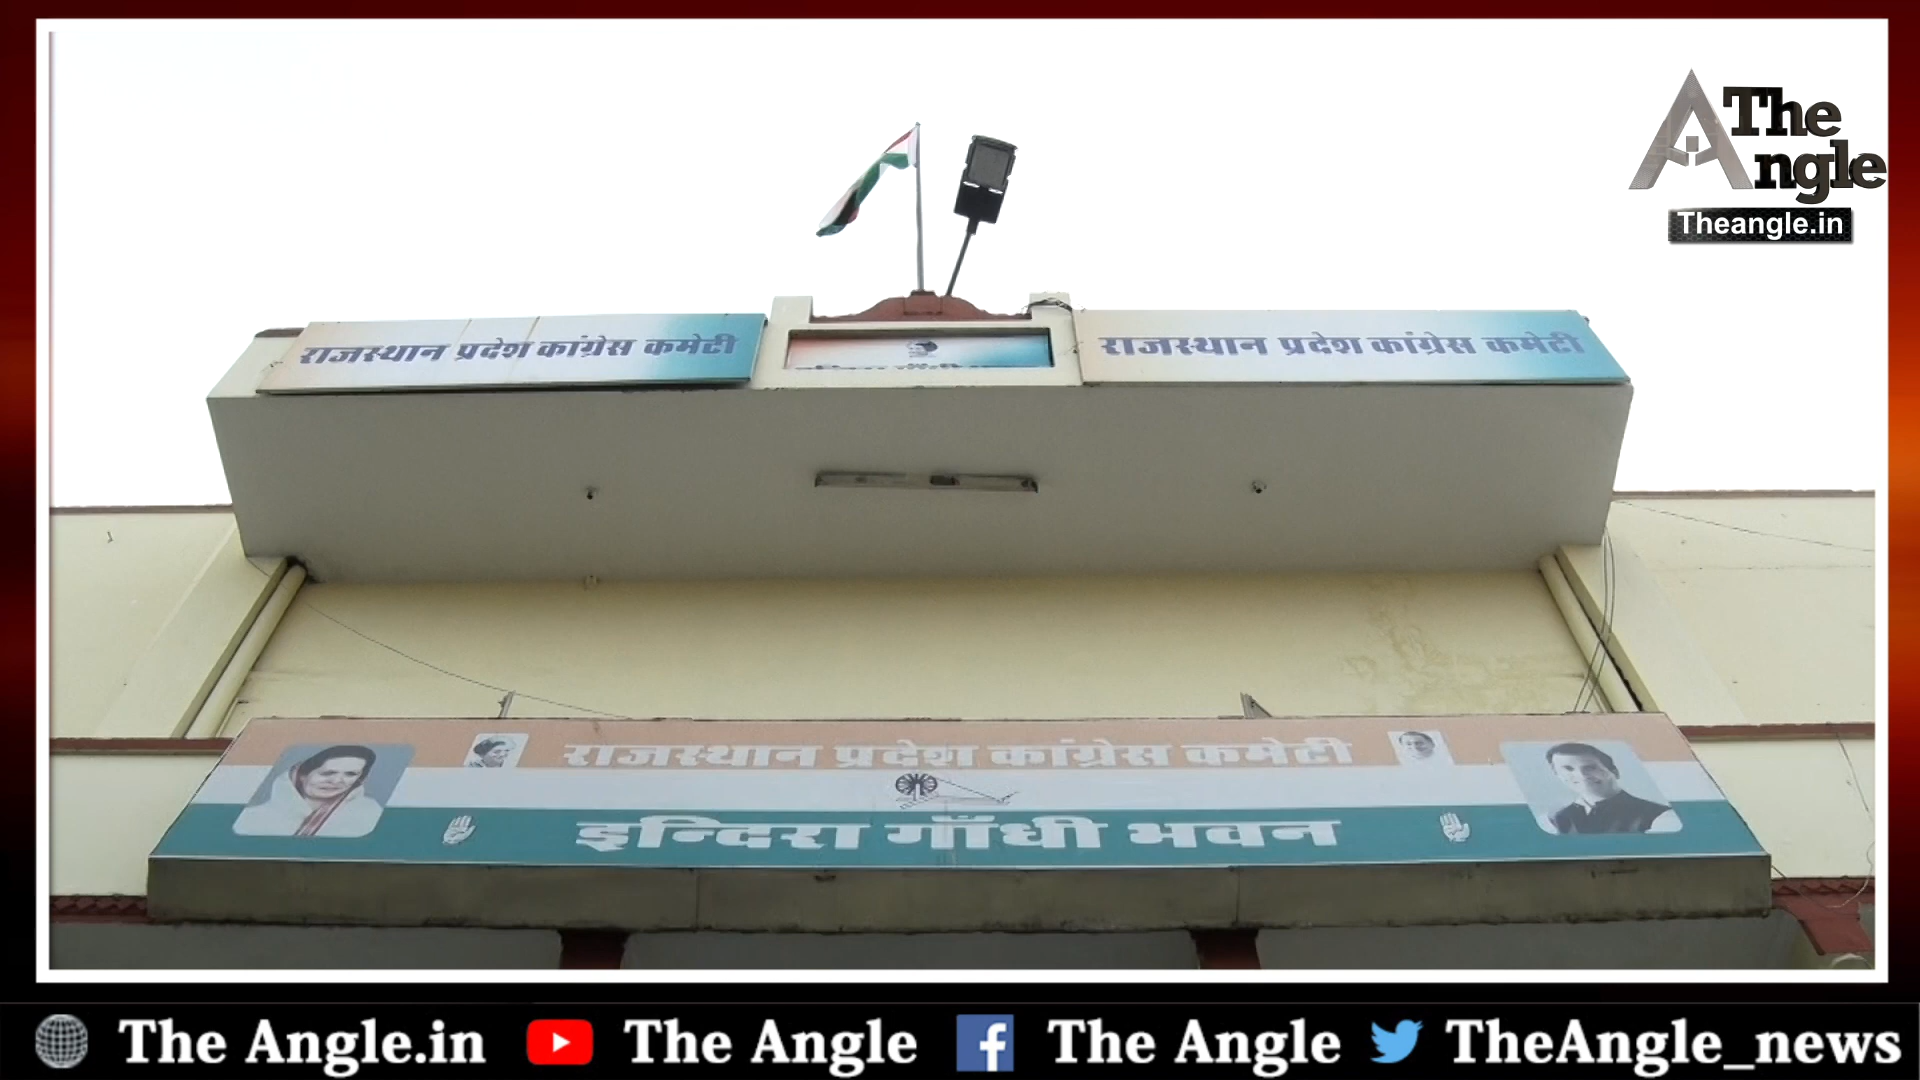 The
Angle
Theangle.in
राजस्थान प्रदेश कांग्रेस कमेटी
राजस्थान प्रदेश कांग्रेस कमेटी
राजस्थान प्रदेश कांग्रेस कमेटी
इन्दिरा गाँधी भवन
The Angle.in The Angle The Angle TheAngle_news